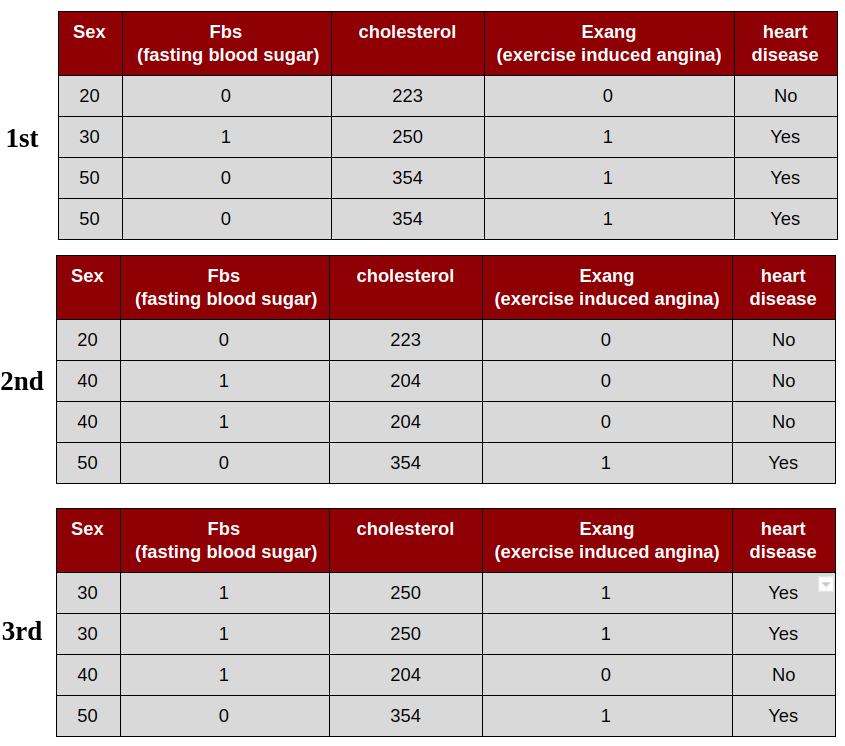 Sex Fbs cholesterol Exang heart
(fasting blood sugar) (exercise induced angina) disease
20 0 223 0 No
1st
30 1 250 1 Yes
50 0 354 1 Yes
50 0 354 1 Yes
Sex Fbs cholesterol Exang heart
(fasting blood sugar) (exercise induced angina) disease
20 0 223 0 No
2nd
40 1 204 0 No
40 1 204 0 No
50 0 354 1 Yes
Sex Fbs cholesterol Exang heart
(fasting blood sugar) (exercise induced angina) disease
30 1 250 1 Yes
3rd
30 1 250 1 Yes
40 1 204 0 No
50 0 354 1 Yes